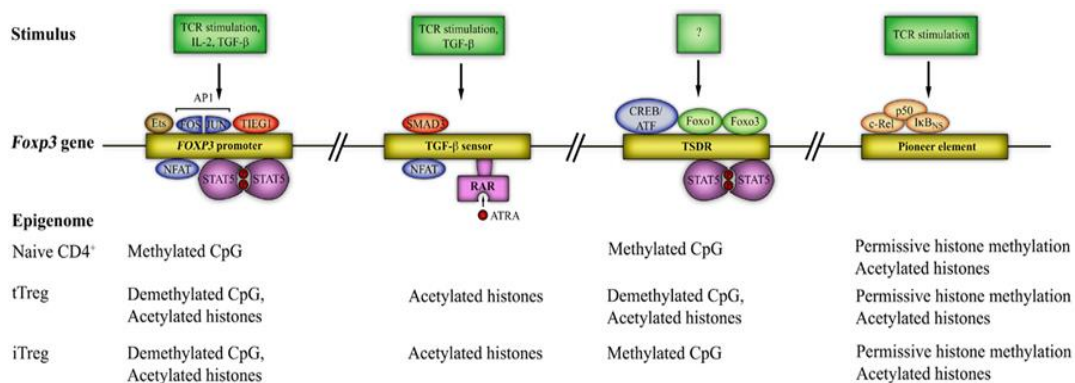 Stimulus
TCR stimulation,
IL-2, TGF-β
TCR stimulation,
TGF-β
?
TCR stimulation
AP1
Ets
FOS
JUN
TIEG1
SMAD3
CREB/
ATF
Foxo1
Foxo3
p50
c-Rel
IκBNS
Foxp3 gene
FOXP3 promoter
TGF-β sensor
TSDR
Pioneer element
NFAT
STAT5
STAT5
NFAT
RAR
ATRA
STAT5
STAT5
Epigenome
Naive CD4⁺
Methylated CpG
Methylated CpG
Permissive histone methylation
Acetylated histones
tTreg
Demethylated CpG,
Acetylated histones
Acetylated histones
Demethylated CpG,
Acetylated histones
Permissive histone methylation
Acetylated histones
iTreg
Demethylated CpG,
Acetylated histones
Acetylated histones
Methylated CpG
Permissive histone methylation
Acetylated histones